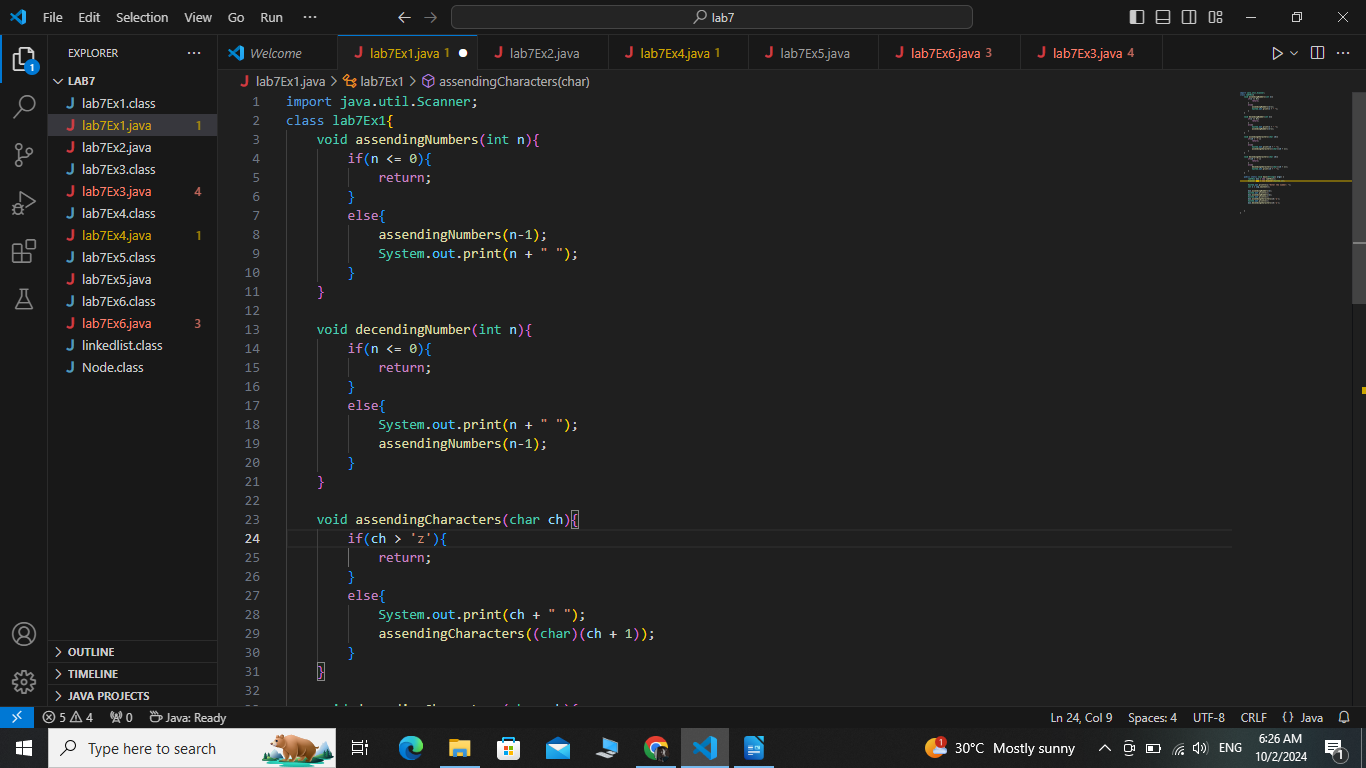 File Edit Selection View Go Run ··· lab7
EXPLORER ···
LAB7
lab7Ex1.class
lab7Ex1.java 1
lab7Ex2.java
lab7Ex3.class
lab7Ex3.java 4
lab7Ex4.class
lab7Ex4.java 1
lab7Ex5.class
lab7Ex5.java
lab7Ex6.class
lab7Ex6.java 3
linkedlist.class
Node.class
OUTLINE
TIMELINE
JAVA PROJECTS
Welcome lab7Ex1.java 1 lab7Ex2.java lab7Ex4.java 1 lab7Ex5.java lab7Ex6.java 3 lab7Ex3.java 4
lab7Ex1.java > lab7Ex1 > assendingCharacters(char)
1 import java.util.Scanner;
2 class lab7Ex1{
3 void assendingNumbers(int n){
4 if(n <= 0){
5 return;
6 }
7 else{
8 assendingNumbers(n-1);
9 System.out.print(n + " ");
10 }
11 }
12
13 void decendingNumber(int n){
14 if(n <= 0){
15 return;
16 }
17 else{
18 System.out.print(n + " ");
19 assendingNumbers(n-1);
20 }
21 }
22
23 void assendingCharacters(char ch){
24 if(ch > 'z'){
25 return;
26 }
27 else{
28 System.out.print(ch + " ");
29 assendingCharacters((char)(ch + 1));
30 }
31 }
32
5 4 0 Java: Ready Ln 24, Col 9 Spaces: 4 UTF-8 CRLF {} Java
Type here to search 1 30°C Mostly sunny ENG 6:26 AM 10/2/2024 1